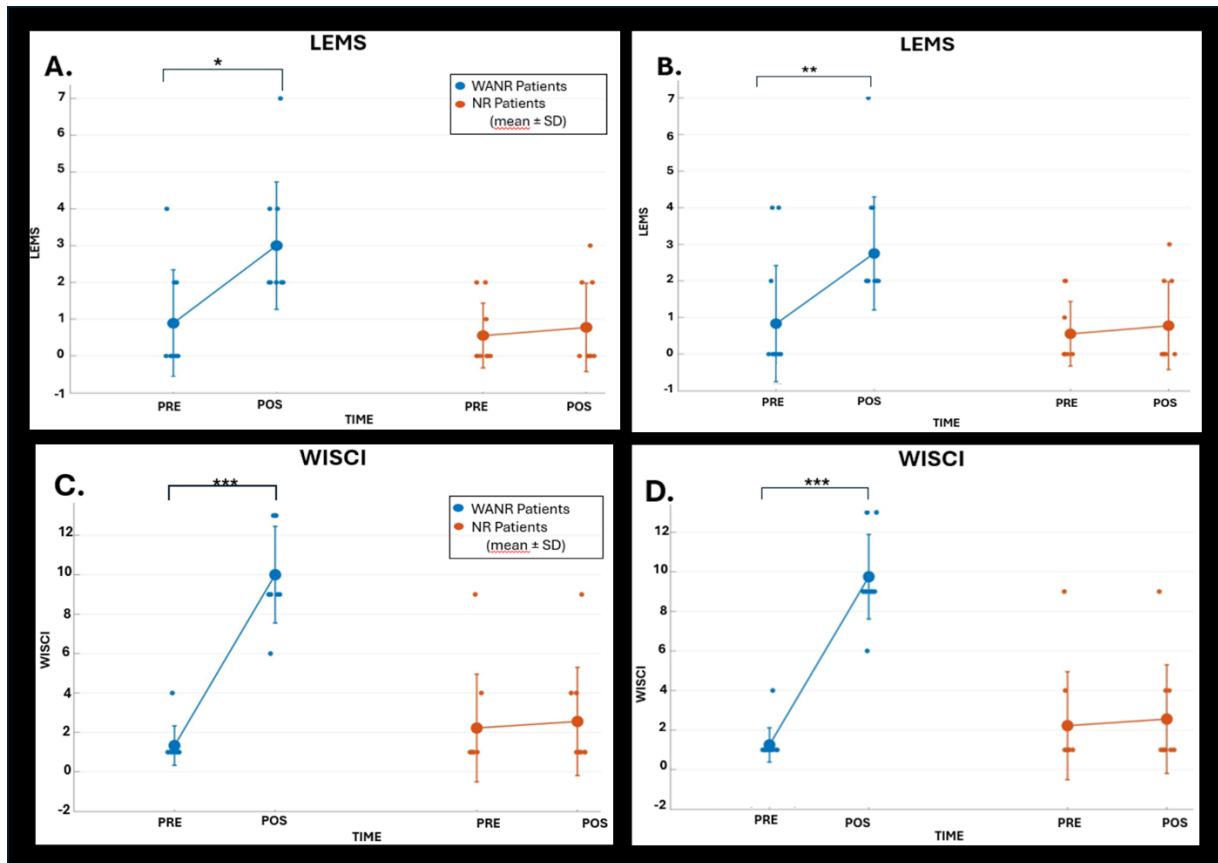 LEMS
A.
*
WANR Patients
NR Patients
(mean ± SD)
7
6
5
4
3
2
1
0
-1
LEMS
PRE
POS
PRE
POS
TIME
LEMS
B.
**
7
6
5
4
3
2
1
0
-1
LEMS
PRE
POS
PRE
POS
TIME
WISCI
C.
***
WANR Patients
NR Patients
(mean ± SD)
12
10
8
6
4
2
0
-2
WISCI
PRE
POS
PRE
POS
TIME
WISCI
D.
***
12
10
8
6
4
2
0
-2
WISCI
PRE
POS
PRE
POS
TIME